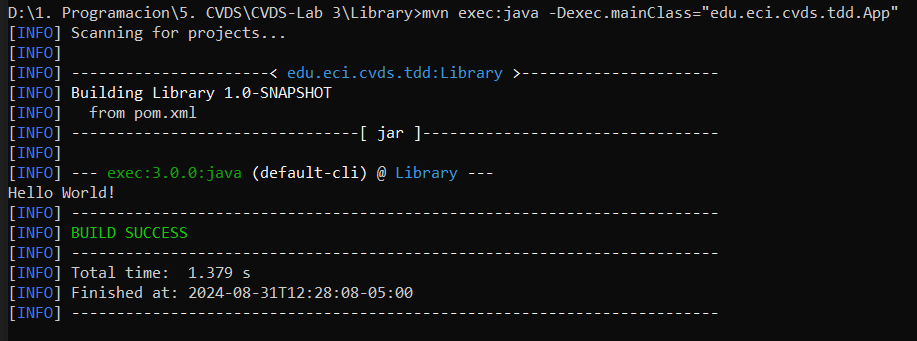 D:\1. Programacion\5. CVDS\CVDS-Lab 3\Library>mvn exec:java -Dexec.mainClass="edu.eci.cvds.tdd.App"
[INFO] Scanning for projects...
[INFO]
[INFO] ----------------------< edu.eci.cvds.tdd:Library >----------------------
[INFO] Building Library 1.0-SNAPSHOT
[INFO]   from pom.xml
[INFO] --------------------------------[ jar ]---------------------------------
[INFO]
[INFO] --- exec:3.0.0:java (default-cli) @ Library ---
Hello World!
[INFO] ------------------------------------------------------------------------
[INFO] BUILD SUCCESS
[INFO] ------------------------------------------------------------------------
[INFO] Total time:  1.379 s
[INFO] Finished at: 2024-08-31T12:28:08-05:00
[INFO] ------------------------------------------------------------------------